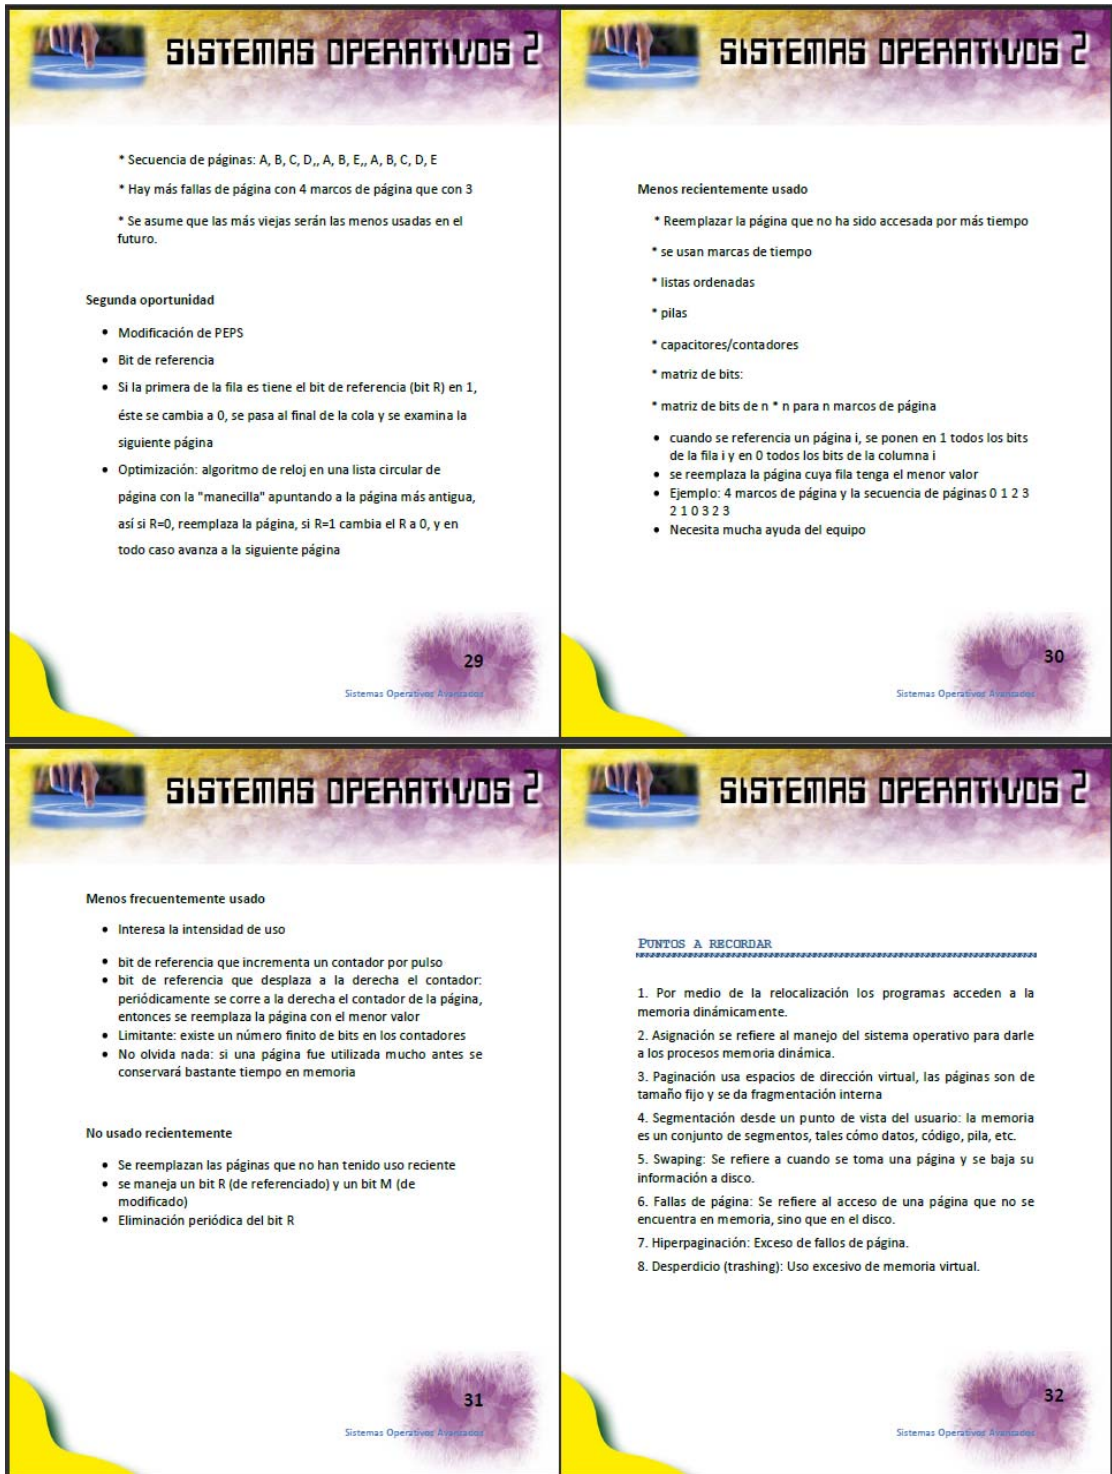 SISTEMAS OPERATIVOS 2
* Secuencia de páginas: A, B, C, D,, A, B, E,, A, B, C, D, E
* Hay más fallas de página con 4 marcos de página que con 3
* Se asume que las más viejas serán las menos usadas en el
futuro.
Segunda oportunidad
• Modificación de PEPS
• Bit de referencia
• Si la primera de la fila es tiene el bit de referencia (bit R) en 1,
éste se cambia a 0, se pasa al final de la cola y se examina la
siguiente página
• Optimización: algoritmo de reloj en una lista circular de
página con la "manecilla" apuntando a la página más antigua,
así si R=0, reemplaza la página, si R=1 cambia el R a 0, y en
todo caso avanza a la siguiente página
29
Sistemas Operativos Avanzados
SISTEMAS OPERATIVOS 2
Menos recientemente usado
* Reemplazar la página que no ha sido accesada por más tiempo
* se usan marcas de tiempo
* listas ordenadas
* pilas
* capacitores/contadores
* matriz de bits:
* matriz de bits de n * n para n marcos de página
• cuando se referencia un página i, se ponen en 1 todos los bits
de la fila i y en 0 todos los bits de la columna i
• se reemplaza la página cuya fila tenga el menor valor
• Ejemplo: 4 marcos de página y la secuencia de páginas 0 1 2 3
2 1 0 3 2 3
• Necesita mucha ayuda del equipo
30
Sistemas Operativos Avanzados
SISTEMAS OPERATIVOS 2
Menos frecuentemente usado
• Interesa la intensidad de uso
• bit de referencia que incrementa un contador por pulso
• bit de referencia que desplaza a la derecha el contador:
periódicamente se corre a la derecha el contador de la página,
entonces se reemplaza la página con el menor valor
• Limitante: existe un número finito de bits en los contadores
• No olvida nada: si una página fue utilizada mucho antes se
conservará bastante tiempo en memoria
No usado recientemente
• Se reemplazan las páginas que no han tenido uso reciente
• se maneja un bit R (de referenciado) y un bit M (de
modificado)
• Eliminación periódica del bit R
31
Sistemas Operativos Avanzados
SISTEMAS OPERATIVOS 2
PUNTOS A RECORDAR
1. Por medio de la relocalización los programas acceden a la
memoria dinámicamente.
2. Asignación se refiere al manejo del sistema operativo para darle
a los procesos memoria dinámica.
3. Paginación usa espacios de dirección virtual, las páginas son de
tamaño fijo y se da fragmentación interna
4. Segmentación desde un punto de vista del usuario: la memoria
es un conjunto de segmentos, tales cómo datos, código, pila, etc.
5. Swaping: Se refiere a cuando se toma una página y se baja su
información a disco.
6. Fallas de página: Se refiere al acceso de una página que no se
encuentra en memoria, sino que en el disco.
7. Hiperpaginación: Exceso de fallos de página.
8. Desperdicio (trashing): Uso excesivo de memoria virtual.
32
Sistemas Operativos Avanzados